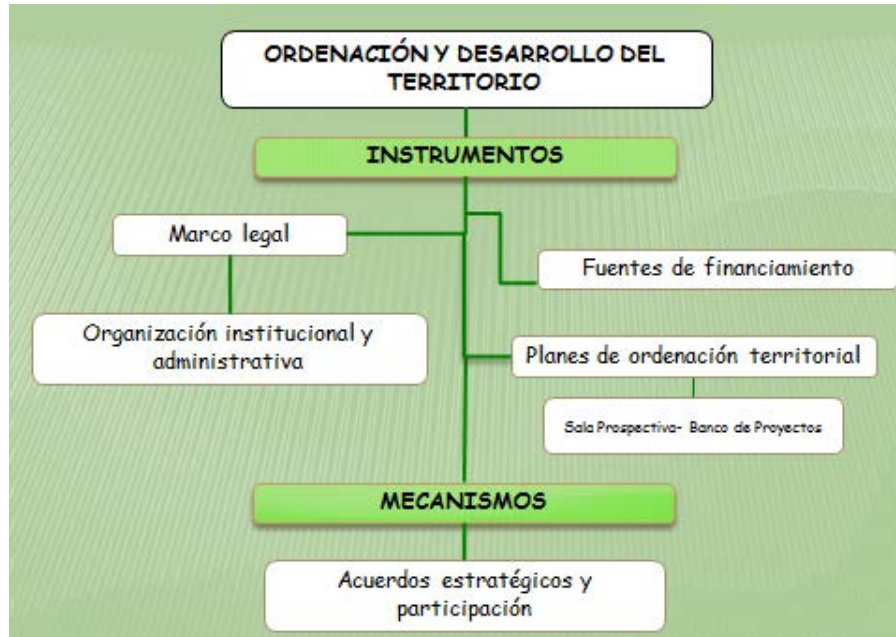 ORDENACIÓN Y DESARROLLO DEL
TERRITORIO
INSTRUMENTOS
Marco legal
Fuentes de financiamiento
Organización institucional y
administrativa
Planes de ordenación territorial
Sala Prospectiva- Banco de Proyectos
MECANISMOS
Acuerdos estratégicos y
participación